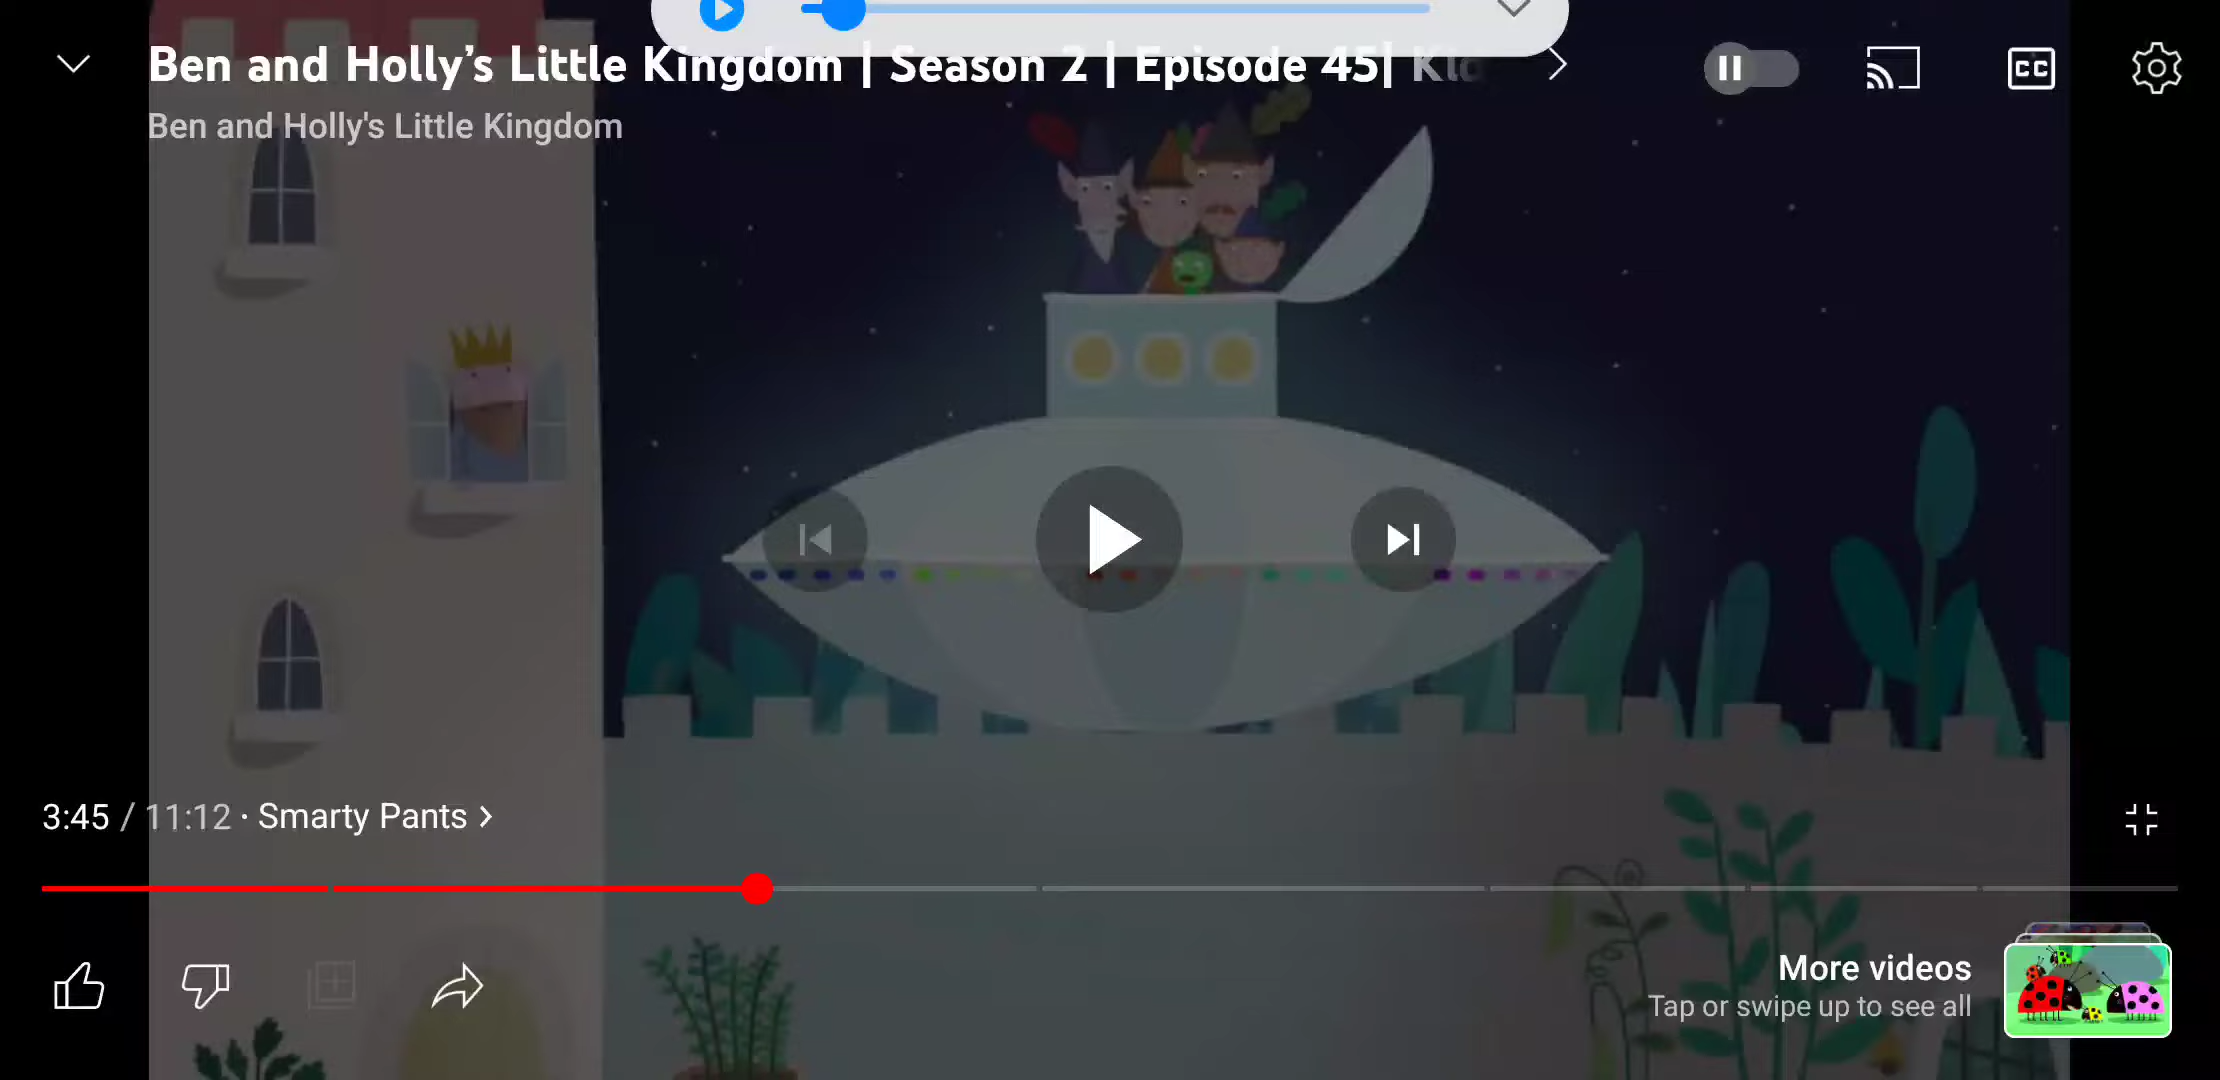 Ben and Holly’s Little Kingdom | Season 2 | Episode 45|
Ben and Holly's Little Kingdom
CC
3:45 / 11:12 · Smarty Pants
More videos
Tap or swipe up to see all